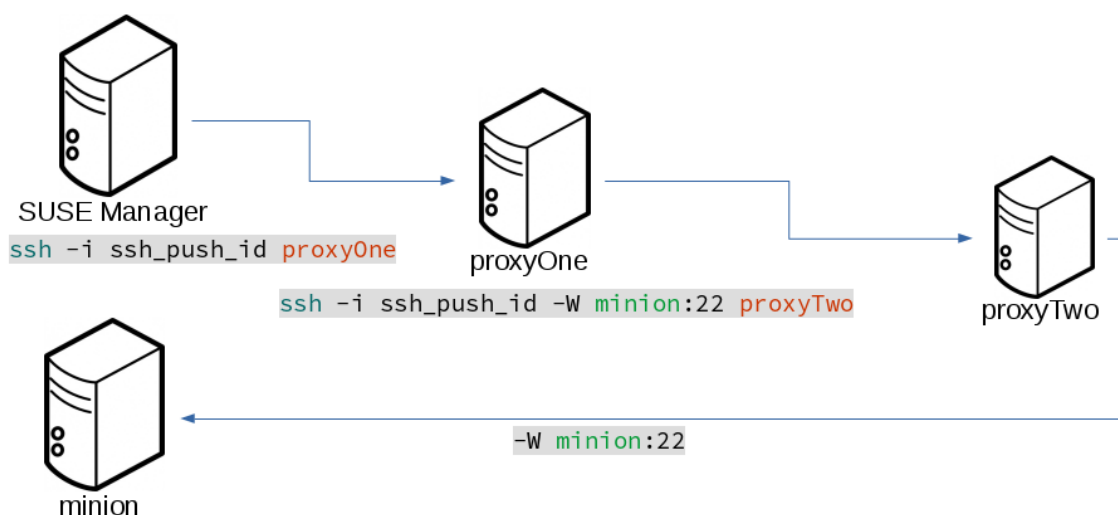 SUSE Manager
ssh -i ssh_push_id proxyOne
proxyOne
ssh -i ssh_push_id -W minion:22 proxyTwo
proxyTwo
-W minion:22
minion